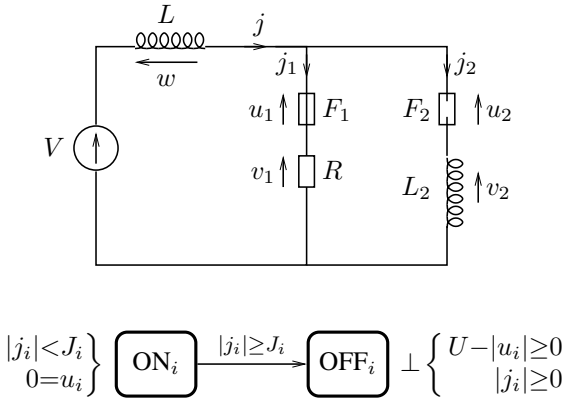 L
j
w
j₁
j₂
u₁
F₁
F₂
u₂
V
v₁
R
L₂
v₂
|jᵢ|<Jᵢ
0=uᵢ
ONᵢ
|jᵢ|≥Jᵢ
OFFᵢ
⊥
U−|uᵢ|≥0
|jᵢ|≥0